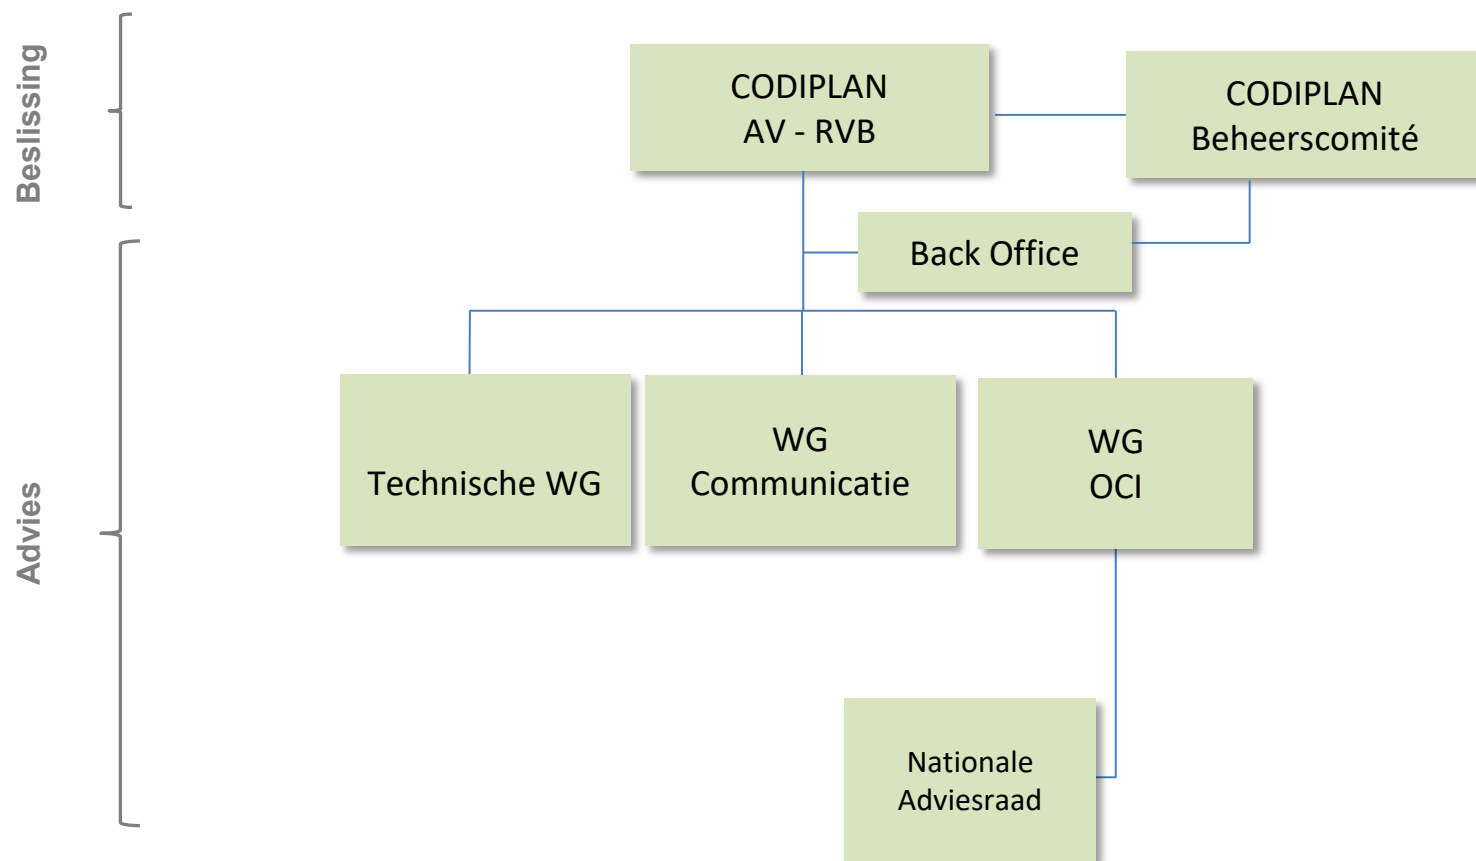 Beslissing
CODIPLAN
AV - RVB
CODIPLAN
Beheerscomité
Back Office
Advies
Technische WG
WG
Communicatie
WG
OCI
Nationale
Adviesraad